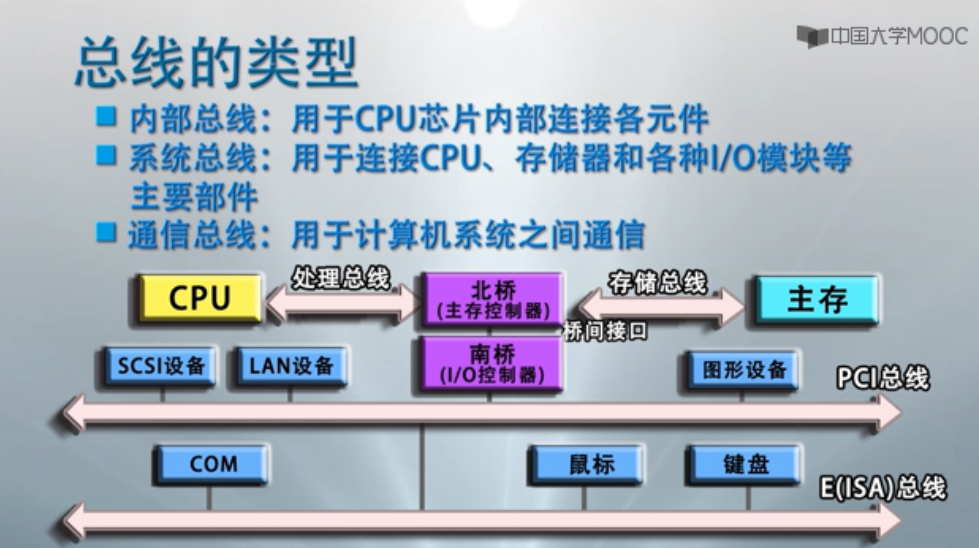 中国大学MOOC
总线的类型
内部总线：用于CPU芯片内部连接各元件
系统总线：用于连接CPU、存储器和各种I/O模块等
主要部件
通信总线：用于计算机系统之间通信
处理总线
存储总线
CPU
北桥
(主存控制器)
主存
桥间接口
SCSI设备
LAN设备
南桥
(I/O控制器)
图形设备
PCI总线
COM
鼠标
键盘
E(ISA)总线